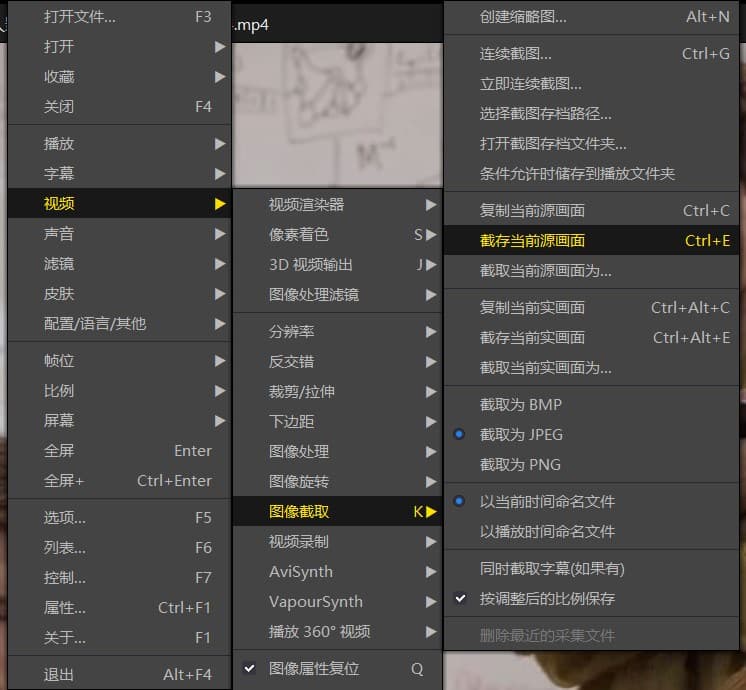 .mp4
打开文件... F3
打开
收藏
关闭 F4
播放
字幕
视频
声音
滤镜
皮肤
配置/语言/其他
帧位
比例
屏幕
全屏 Enter
全屏+ Ctrl+Enter
选项... F5
列表... F6
控制... F7
属性... Ctrl+F1
关于... F1
退出 Alt+F4
视频渲染器
像素着色 S
3D 视频输出 J
图像处理滤镜
分辨率
反交错
裁剪/拉伸
下边距
图像处理
图像旋转
图像截取 K
视频录制
AviSynth
VapourSynth
播放 360° 视频
图像属性复位 Q
创建缩略图... Alt+N
连续截图... Ctrl+G
立即连续截图...
选择截图存档路径...
打开截图存档文件夹...
条件允许时储存到播放文件夹
复制当前源画面 Ctrl+C
截存当前源画面 Ctrl+E
截取当前源画面为...
复制当前实画面 Ctrl+Alt+C
截存当前实画面 Ctrl+Alt+E
截取当前实画面为...
截取为 BMP
截取为 JPEG
截取为 PNG
以当前时间命名文件
以播放时间命名文件
同时截取字幕(如果有)
按调整后的比例保存
删除最近的采集文件